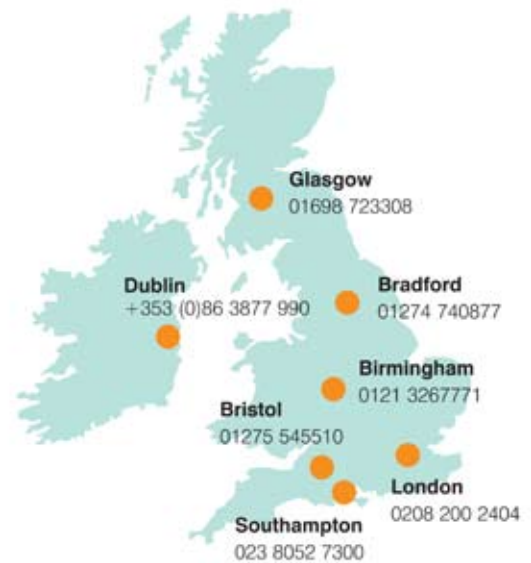 Glasgow
01698 723308
Dublin
+353 (0)86 3877 990
Bradford
01274 740877
Birmingham
0121 3267771
Bristol
01275 545510
London
0208 200 2404
Southampton
023 8052 7300